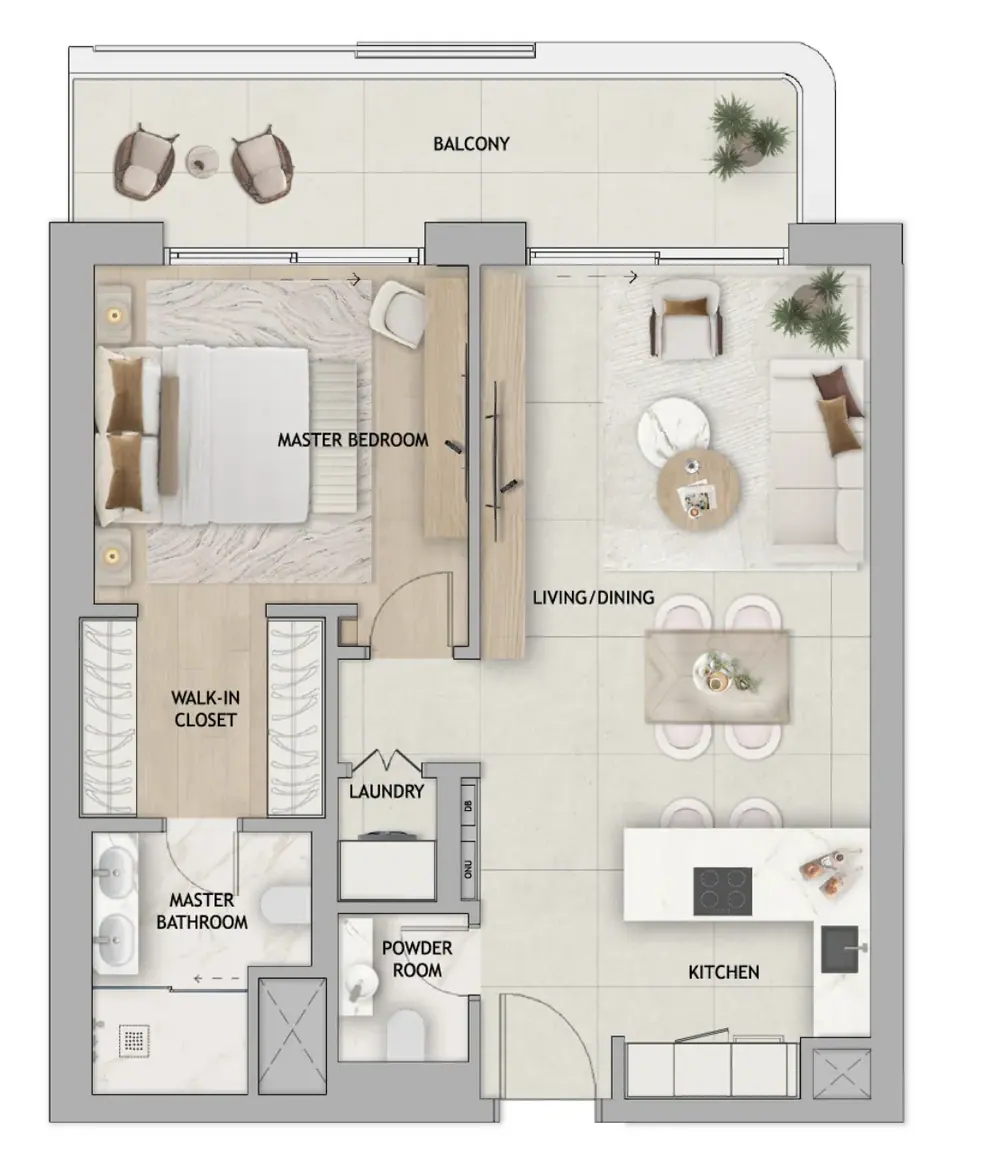 BALCONY
MASTER BEDROOM
LIVING/DINING
WALK-IN
CLOSET
LAUNDRY
DB
ONU
MASTER
BATHROOM
POWDER
ROOM
KITCHEN